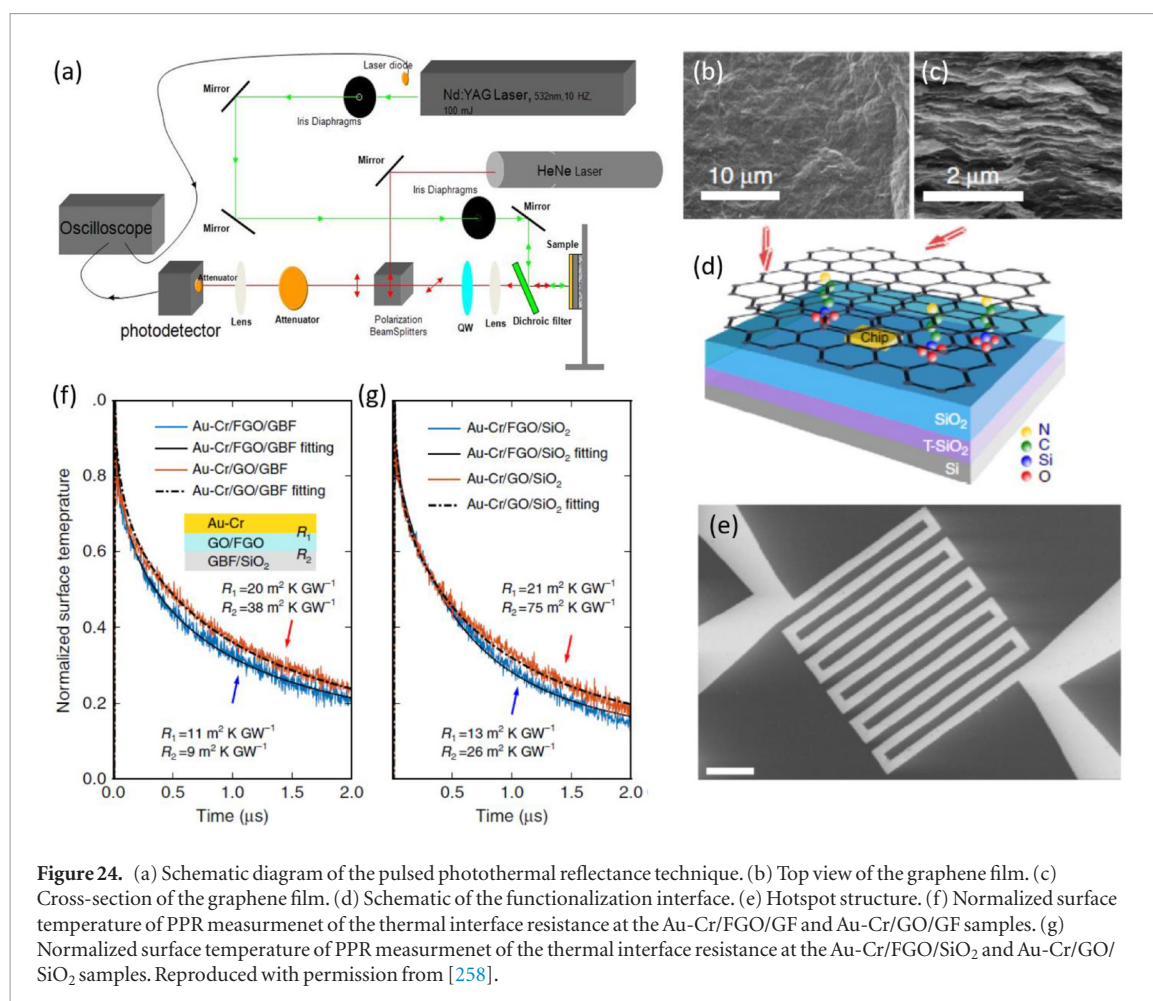 (a)
Laser diode
Mirror
Nd:YAG Laser, 532nm, 10 HZ,
100 mJ
Iris Diaphragms
Mirror
HeNe Laser
Iris Diaphragms
Mirror
Mirror
Oscilloscope
Sample
Attenuator
photodetector
Lens
Attenuator
Polarization
BeamSplitters
QW
Lens
Dichroic filter
(b)
10 μm
(c)
2 μm
(d)
Chip
SiO2
T-SiO2
Si
N
C
Si
O
(e)
(f)
Normalized surface temeprature
.0
0.8
0.6
0.4
0.2
0.0
Au-Cr/FGO/GBF
Au-Cr/FGO/GBF fitting
Au-Cr/GO/GBF
Au-Cr/GO/GBF fitting
Au-Cr
GO/FGO
GBF/SiO2
R1
R2
R1 =20 m2 K GW−1
R2 =38 m2 K GW−1
R1 =11 m2 K GW−1
R2 =9 m2 K GW−1
0.5
1.0
1.5
2.0
Time (μs)
(g)
Au-Cr/FGO/SiO2
Au-Cr/FGO/SiO2 fitting
Au-Cr/GO/SiO2
Au-Cr/GO/SiO2 fitting
R1 =21 m2 K GW−1
R2 =75 m2 K GW−1
R1 =13 m2 K GW−1
R2 =26 m2 K GW−1
0.5
1.0
1.5
2.0
Time (μs)
Figure 24. (a) Schematic diagram of the pulsed photothermal reflectance technique. (b) Top view of the graphene film. (c)
Cross-section of the graphene film. (d) Schematic of the functionalization interface. (e) Hotspot structure. (f) Normalized surface
temperature of PPR measurmenet of the thermal interface resistance at the Au-Cr/FGO/GF and Au-Cr/GO/GF samples. (g)
Normalized surface temperature of PPR measurmenet of the thermal interface resistance at the Au-Cr/FGO/SiO2 and Au-Cr/GO/
SiO2 samples. Reproduced with permission from [258].